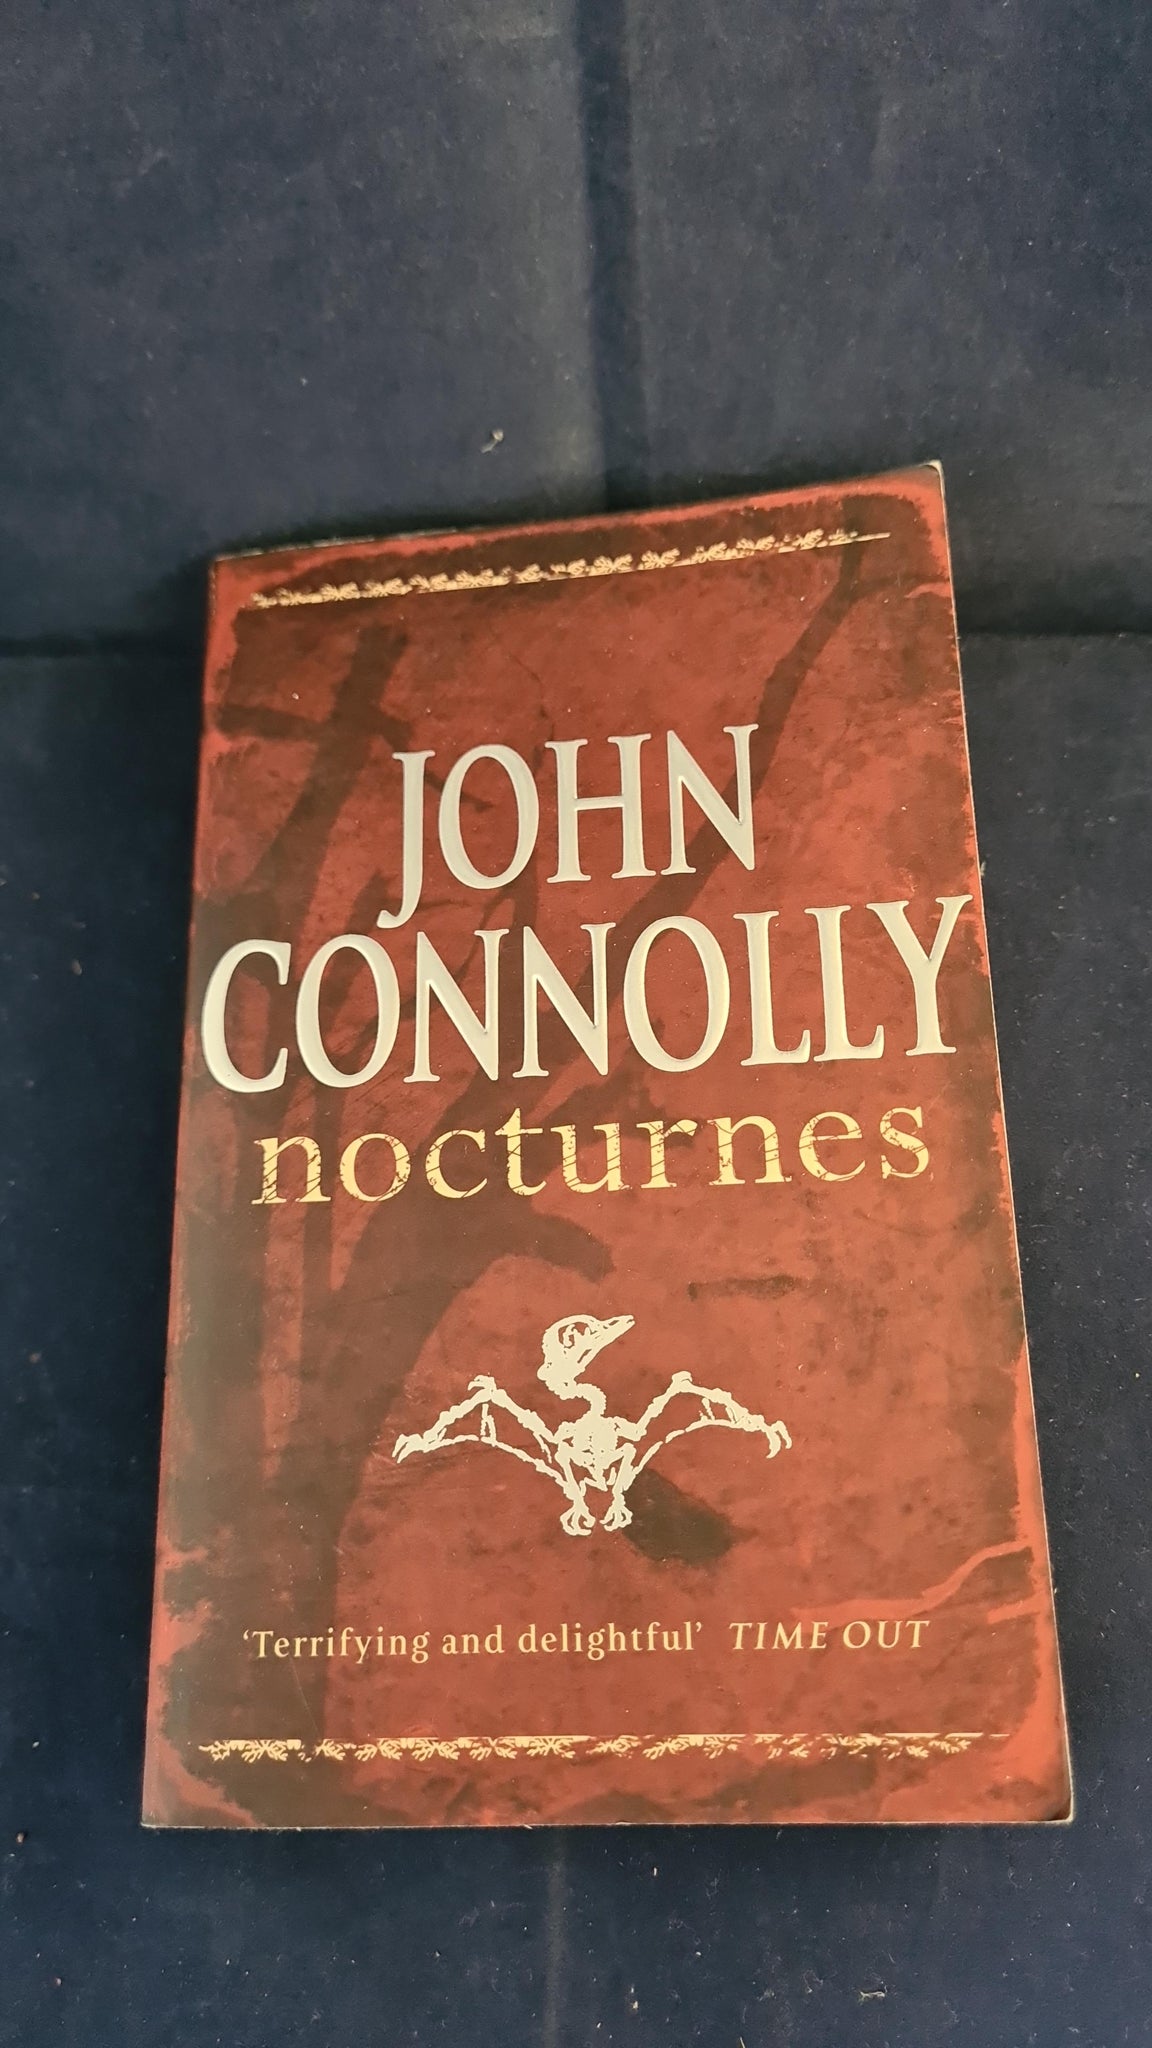 JOHN
CONNOLLY
nocturnes
‘Terrifying and delightful’ TIME OUT